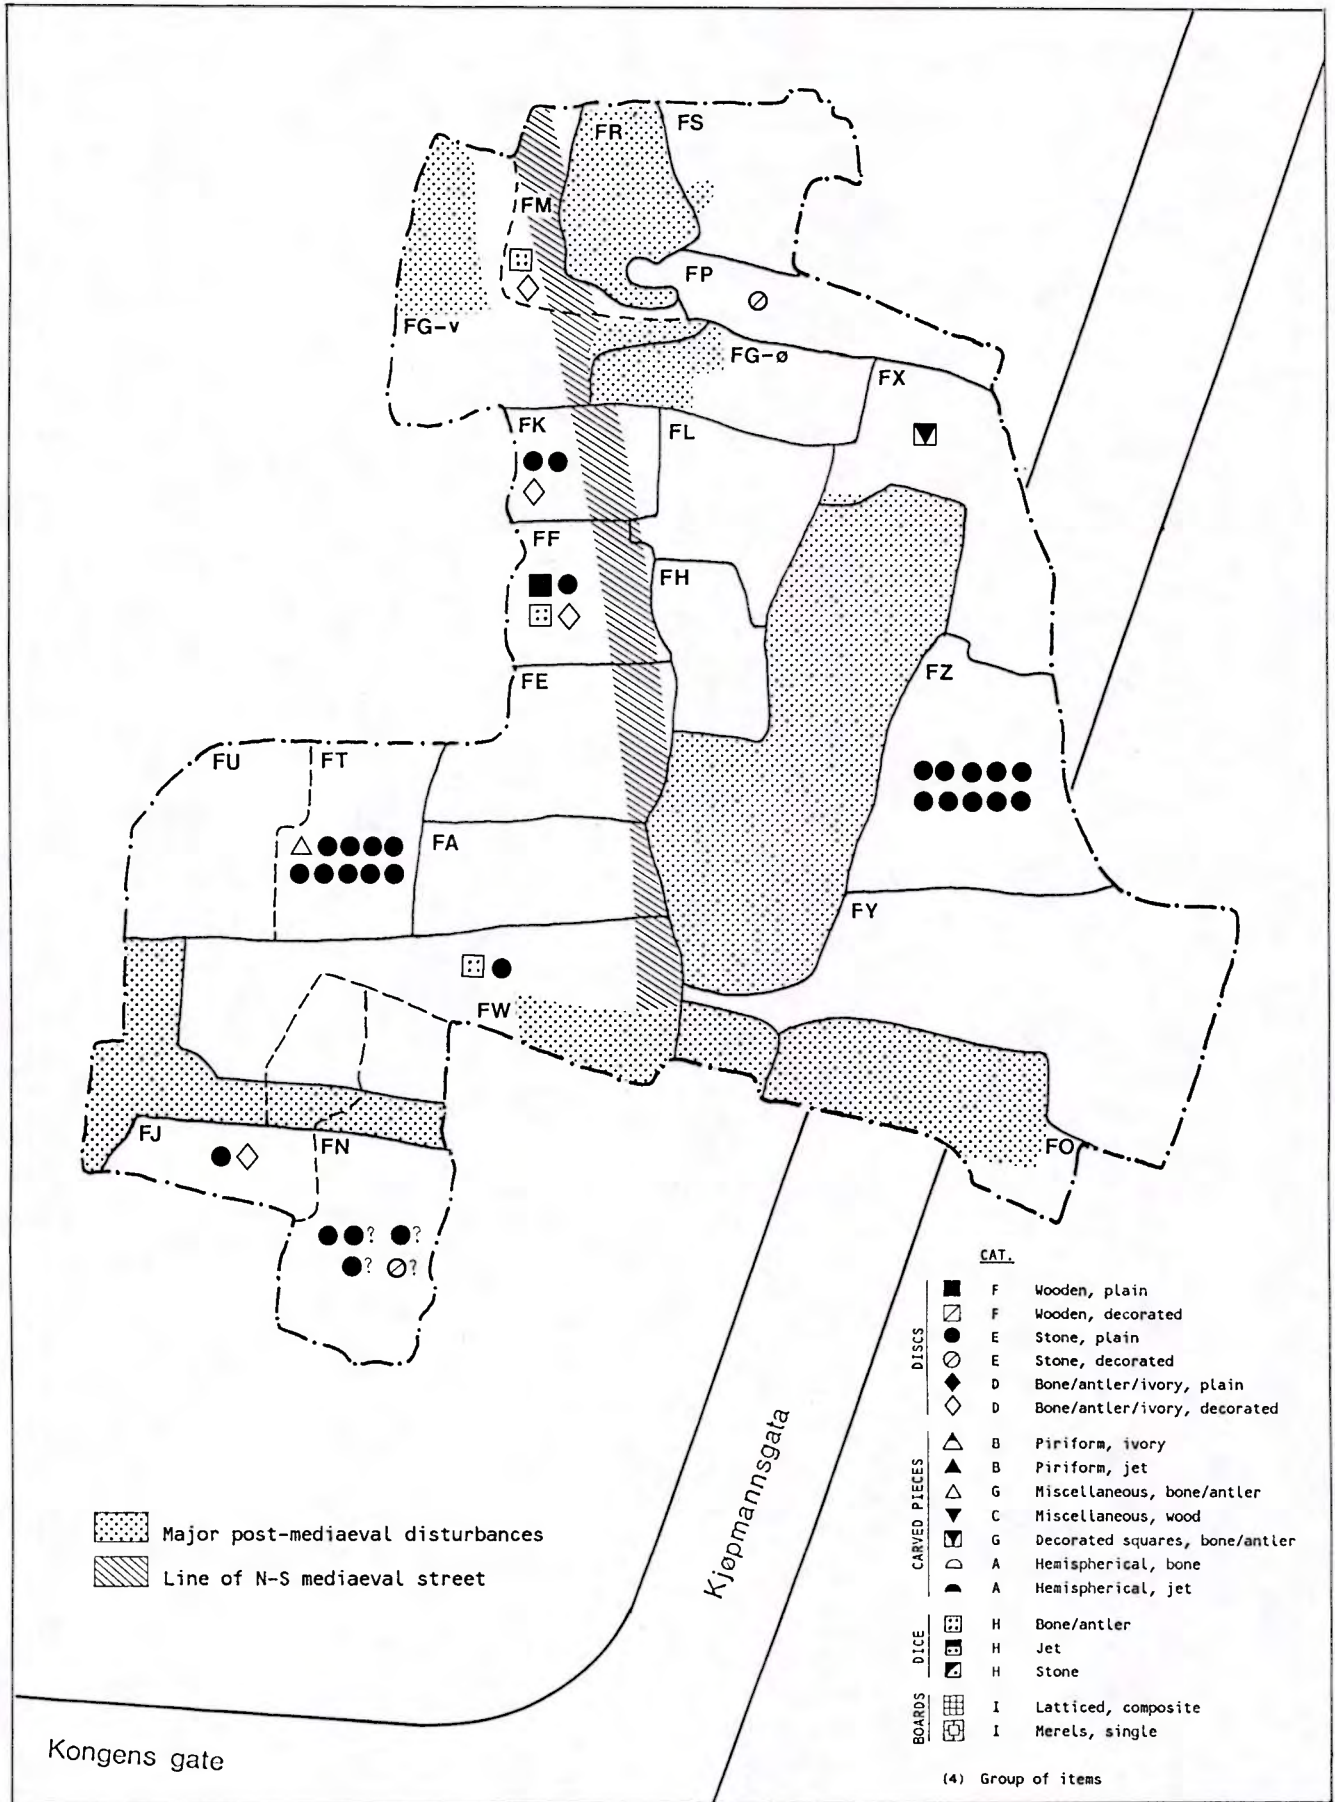 FR
FS
FM
FP
FG-v
FG-ø
FX
FK
FL
FF
FH
FE
FZ
FU
FT
FA
FY
FW
FJ
FN
FO
? ?
? ?
CAT.
DISCS
F Wooden, plain
F Wooden, decorated
E Stone, plain
E Stone, decorated
D Bone/antler/ivory, plain
D Bone/antler/ivory, decorated
CARVED PIECES
B Piriform, ivory
B Piriform, jet
G Miscellaneous, bone/antler
C Miscellaneous, wood
G Decorated squares, bone/antler
A Hemispherical, bone
A Hemispherical, jet
DICE
H Bone/antler
H Jet
H Stone
BOARDS
I Latticed, composite
I Merels, single
(4) Group of items
Major post-mediaeval disturbances
Line of N-S mediaeval street
Kjøpmannsgata
Kongens gate